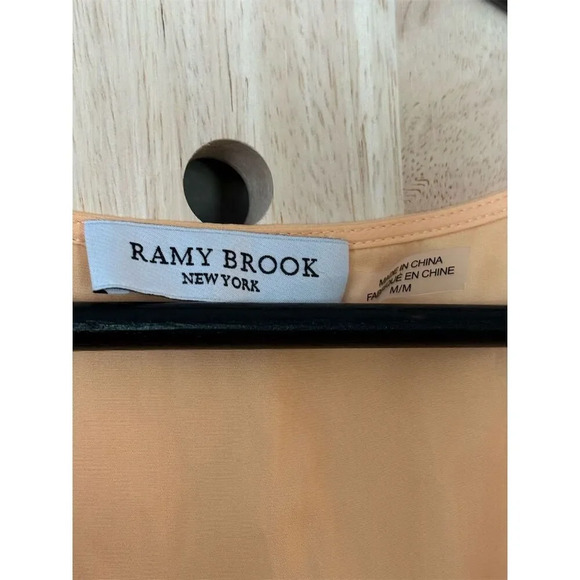 RAMY BROOK
NEW YORK
MADE IN CHINA
FABRIQUE EN CHINE
M/M